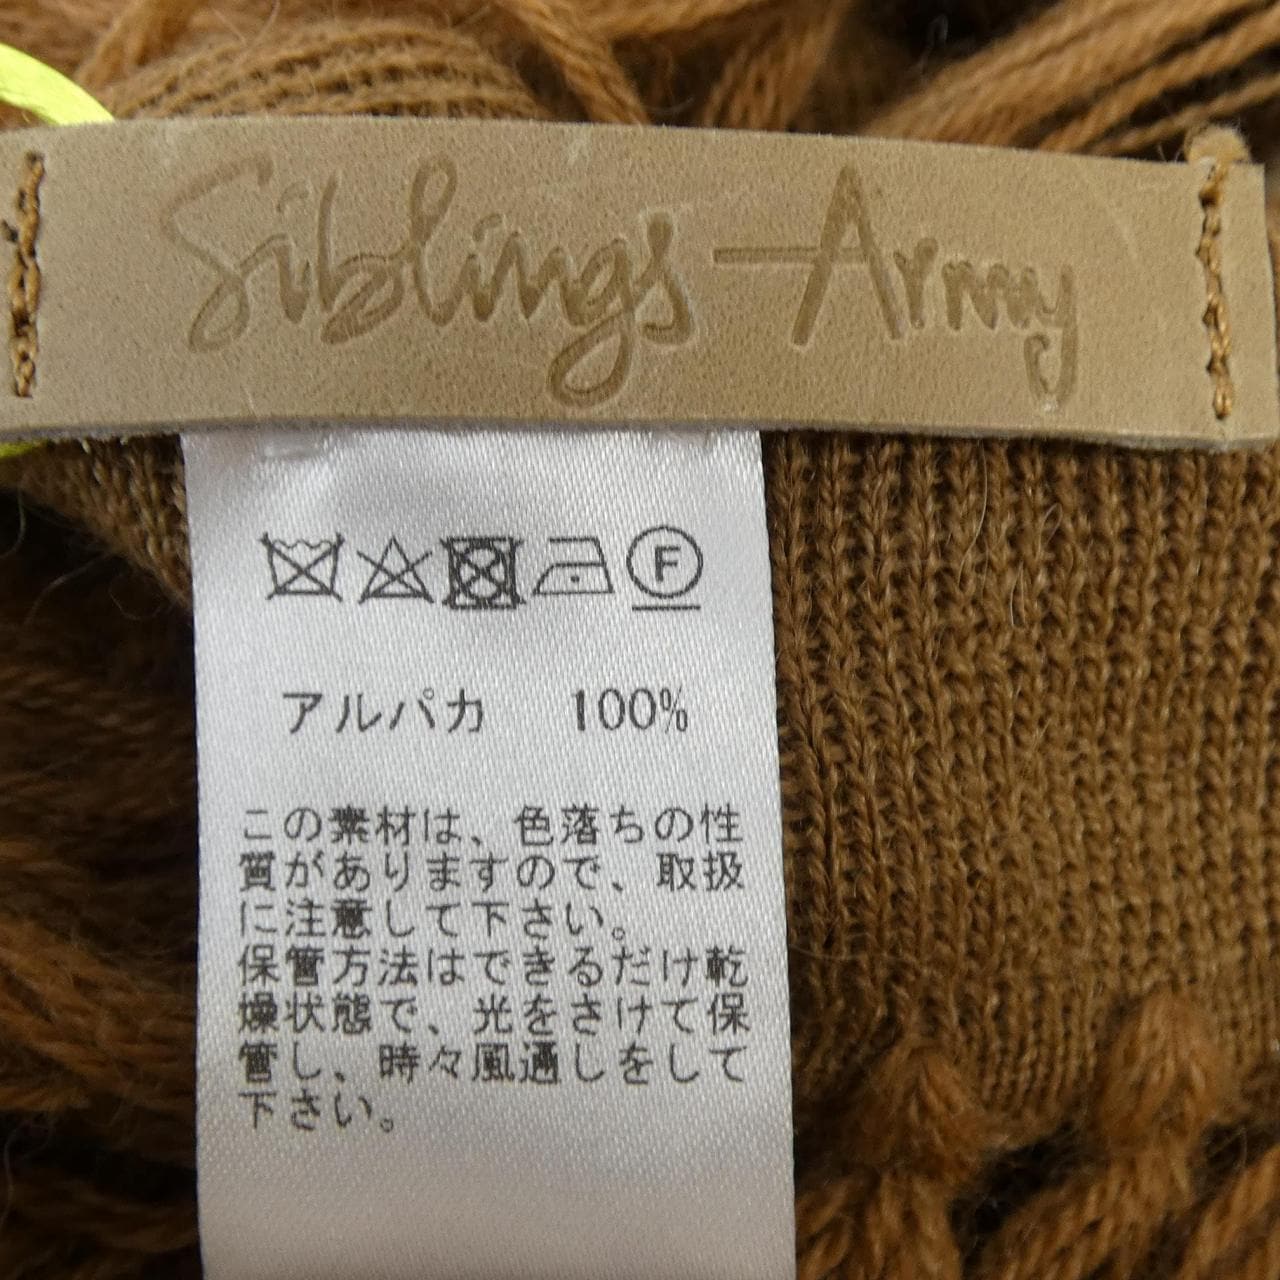 Siblings Army
F
アルパカ 100%
この素材は、色落ちの性
質がありますので、取扱
に注意して下さい。
保管方法はできるだけ乾
燥状態で、光をさけて保
管し、時々風通しをして
下さい。